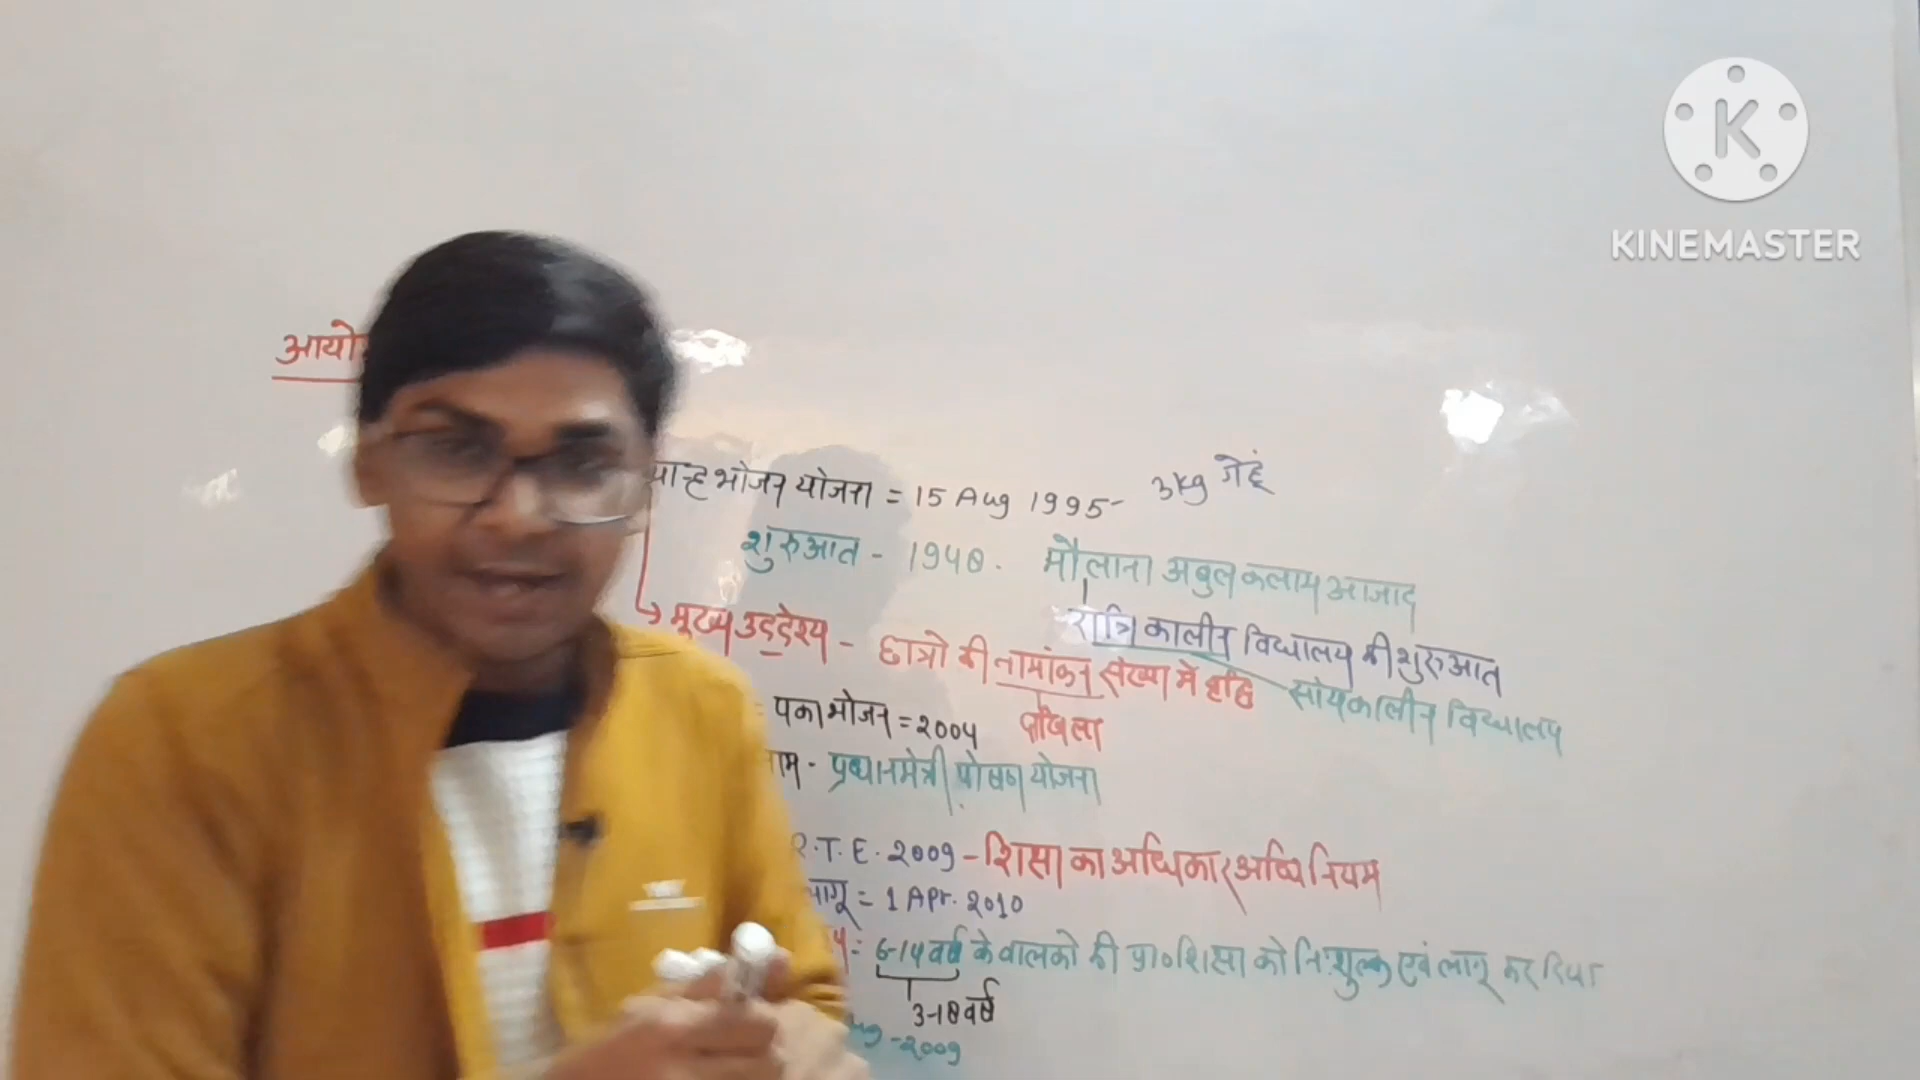 KINEMASTER
आयो
यान्ह भोजन योजना = 15 Aug 1995- 3kg गेहूं
शुरुआत - 1948. मौलाना अबुल कलाम आजाद
रात्रि कालीन विद्यालय की शुरुआत
मुख्य उद्देश्य - छात्रो की नामांकन संख्या मे वृद्धि
सांयकालीन विद्यालय
पका भोजन = 2004
नाम - प्रधानमंत्री पोषण योजना
R.T.E. 2009 - शिक्षा का अधिकार अधिनियम
लागू = 1 Apr. 2010
6-14 वर्ष के बालको की प्रा० शिक्षा को निःशुल्क एवं लागू कर दिया
3-18 वर्ष
ug - 2009